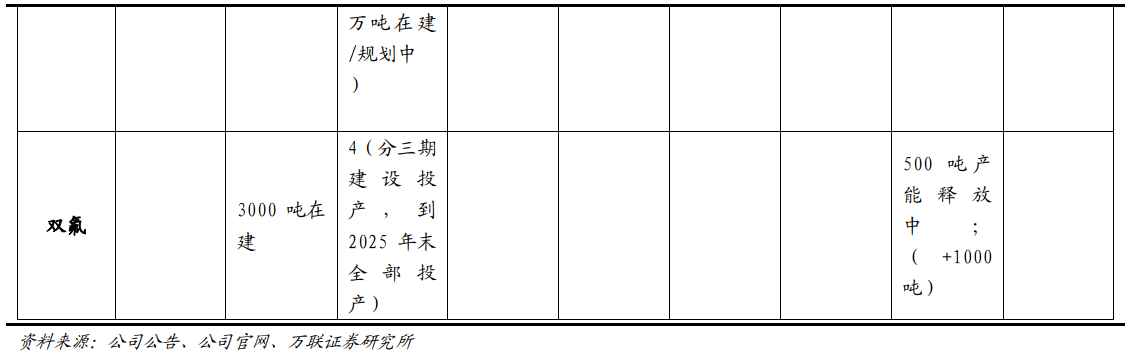 万吨在建
/规划中
）
双氟
3000 吨在
建
4（分三期
建设投
产，到
2025 年末
全部投
产）
500 吨产
能释放
中；
（+1000
吨）
资料来源：公司公告、公司官网、万联证券研究所